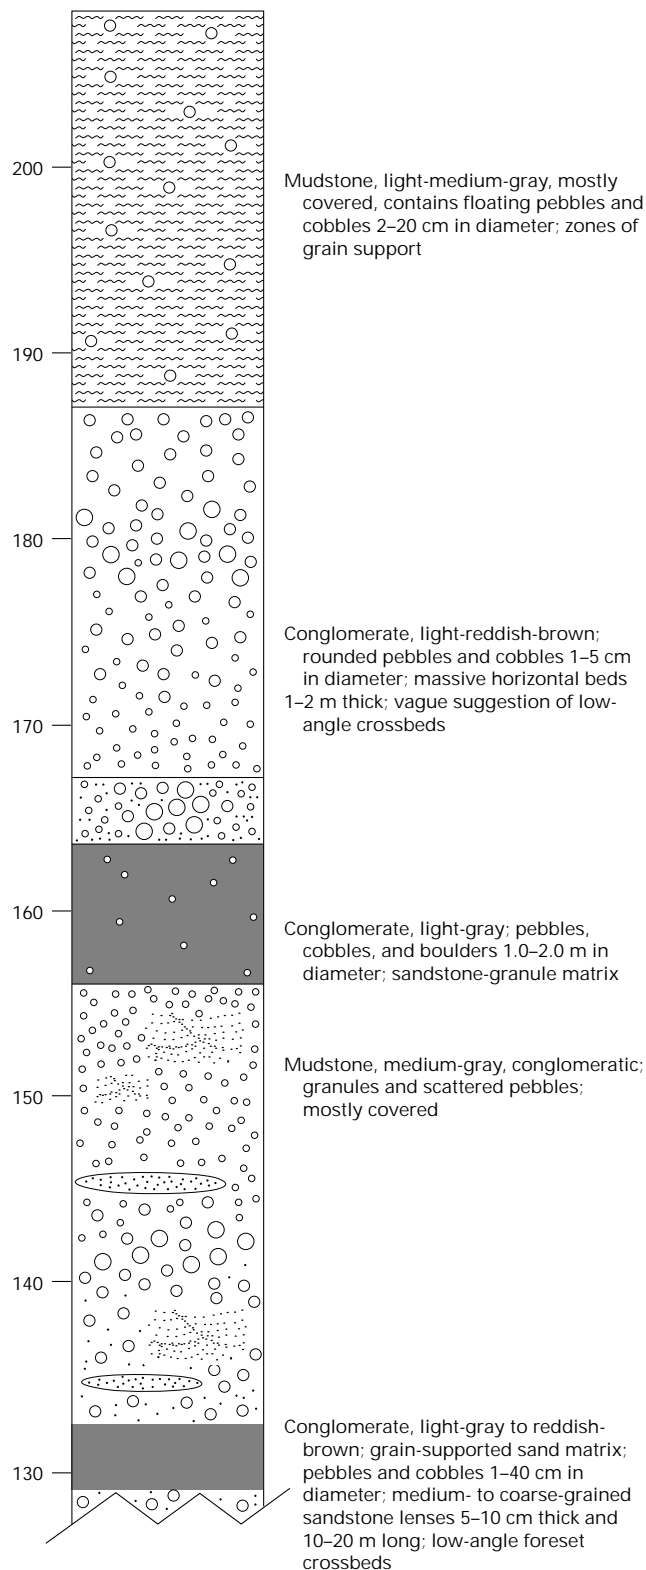 200
Mudstone, light-medium-gray, mostly
covered, contains floating pebbles and
cobbles 2–20 cm in diameter; zones of
grain support
190
180
Conglomerate, light-reddish-brown;
rounded pebbles and cobbles 1–5 cm
in diameter; massive horizontal beds
1–2 m thick; vague suggestion of low-
angle crossbeds
170
160
Conglomerate, light-gray; pebbles,
cobbles, and boulders 1.0–2.0 m in
diameter; sandstone-granule matrix
Mudstone, medium-gray, conglomeratic;
granules and scattered pebbles;
mostly covered
150
140
Conglomerate, light-gray to reddish-
brown; grain-supported sand matrix;
pebbles and cobbles 1–40 cm in
diameter; medium- to coarse-grained
sandstone lenses 5–10 cm thick and
10–20 m long; low-angle foreset
crossbeds
130